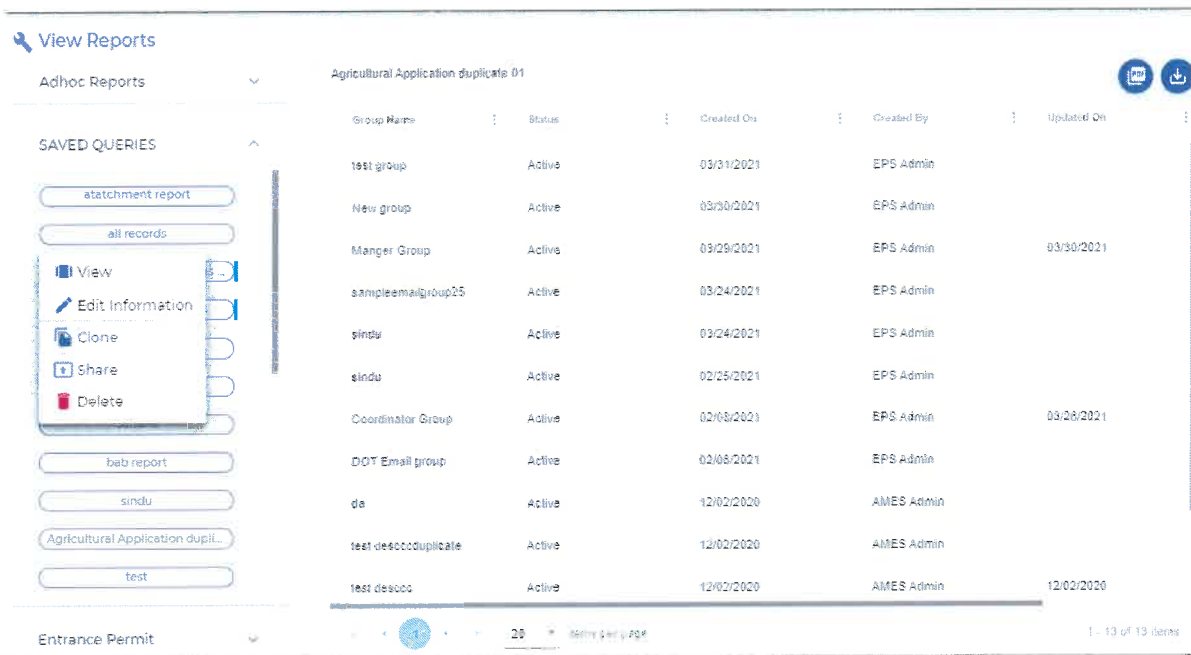 View Reports
Adhoc Reports
SAVED QUERIES
atatchment report
all records
View
Edit Information
Clone
Share
Delete
bab report
sindu
Agricultural Application dupli...
test
Entrance Permit
Agricultural Application duplicate 01
PDF
Group Name Status Created On Created By Updated On
test group Active 03/31/2021 EPS Admin
New group Active 03/30/2021 EPS Admin
Manger Group Active 03/29/2021 EPS Admin 03/30/2021
sampleemailgroup25 Active 03/24/2021 EPS Admin
sindu Active 03/24/2021 EPS Admin
sindu Active 02/25/2021 EPS Admin
Coordinator Group Active 02/08/2021 EPS Admin 03/26/2021
DOT Email group Active 02/08/2021 EPS Admin
da Active 12/02/2020 AMES Admin
test descccduplicate Active 12/02/2020 AMES Admin
test desccc Active 12/02/2020 AMES Admin 12/02/2020
1 20 items per page 1 - 13 of 13 items